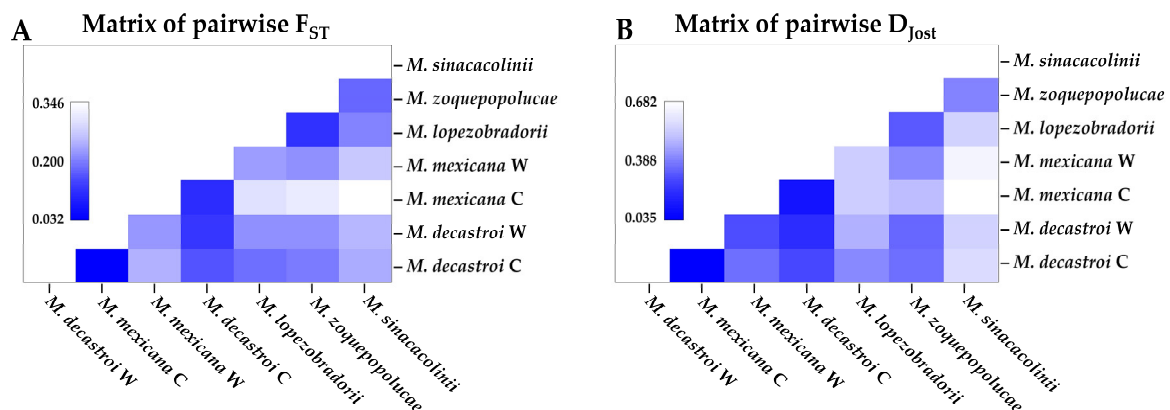 A
Matrix of pairwise FST
M. sinacacolinii
M. zoquepopolucae
M. lopezobradorii
M. mexicana W
M. mexicana C
M. decastroi W
M. decastroi C
0.346
0.200
0.032
M. decastroi W
M. mexicana C
M. mexicana W
M. decastroi C
M. lopezobradorii
M. zoquepopolucae
M. sinacacolinii
B
Matrix of pairwise DJost
M. sinacacolinii
M. zoquepopolucae
M. lopezobradorii
M. mexicana W
M. mexicana C
M. decastroi W
M. decastroi C
0.682
0.388
0.035
M. decastroi W
M. mexicana C
M. mexicana W
M. decastroi C
M. lopezobradorii
M. zoquepopolucae
M. sinacacolinii